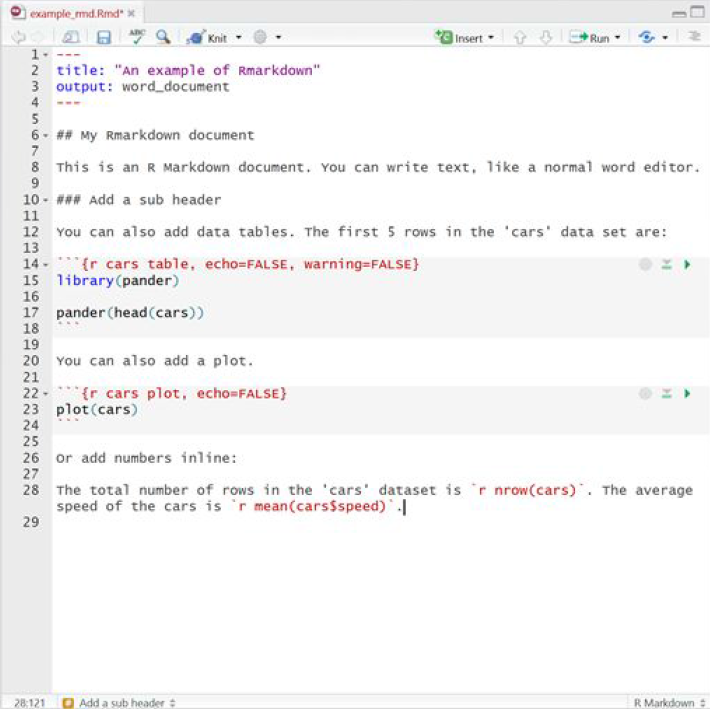 example_rmd.Rmd*
ABC Knit Insert Run
1 ---
2 title: "An example of Rmarkdown"
3 output: word_document
4 ---
5
6 ## My Rmarkdown document
7
8 This is an R Markdown document. You can write text, like a normal word editor.
9
10 ### Add a sub header
11
12 You can also add data tables. The first 5 rows in the 'cars' data set are:
13
14 ```{r cars table, echo=FALSE, warning=FALSE}
15 library(pander)
16
17 pander(head(cars))
18 ```
19
20 You can also add a plot.
21
22 ```{r cars plot, echo=FALSE}
23 plot(cars)
24 ```
25
26 Or add numbers inline:
27
28 The total number of rows in the 'cars' dataset is `r nrow(cars)`. The average
speed of the cars is `r mean(cars$speed)`.
29
28:121 # Add a sub header R Markdown